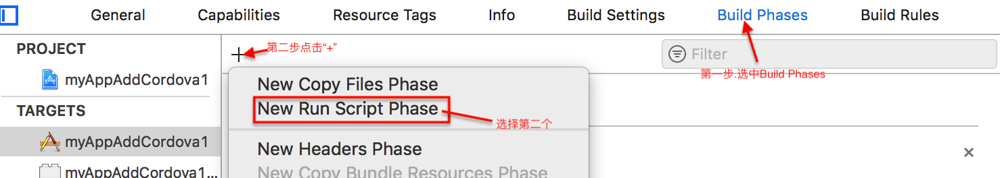 General Capabilities Resource Tags Info Build Settings Build Phases Build Rules
PROJECT
myAppAddCordova1
TARGETS
myAppAddCordova1
myAppAddCordova1...
第二步点击“+”
Filter
第一步.选中Build Phases
New Copy Files Phase
New Run Script Phase
选择第二个
New Headers Phase
New Copy Bundle Resources Phase